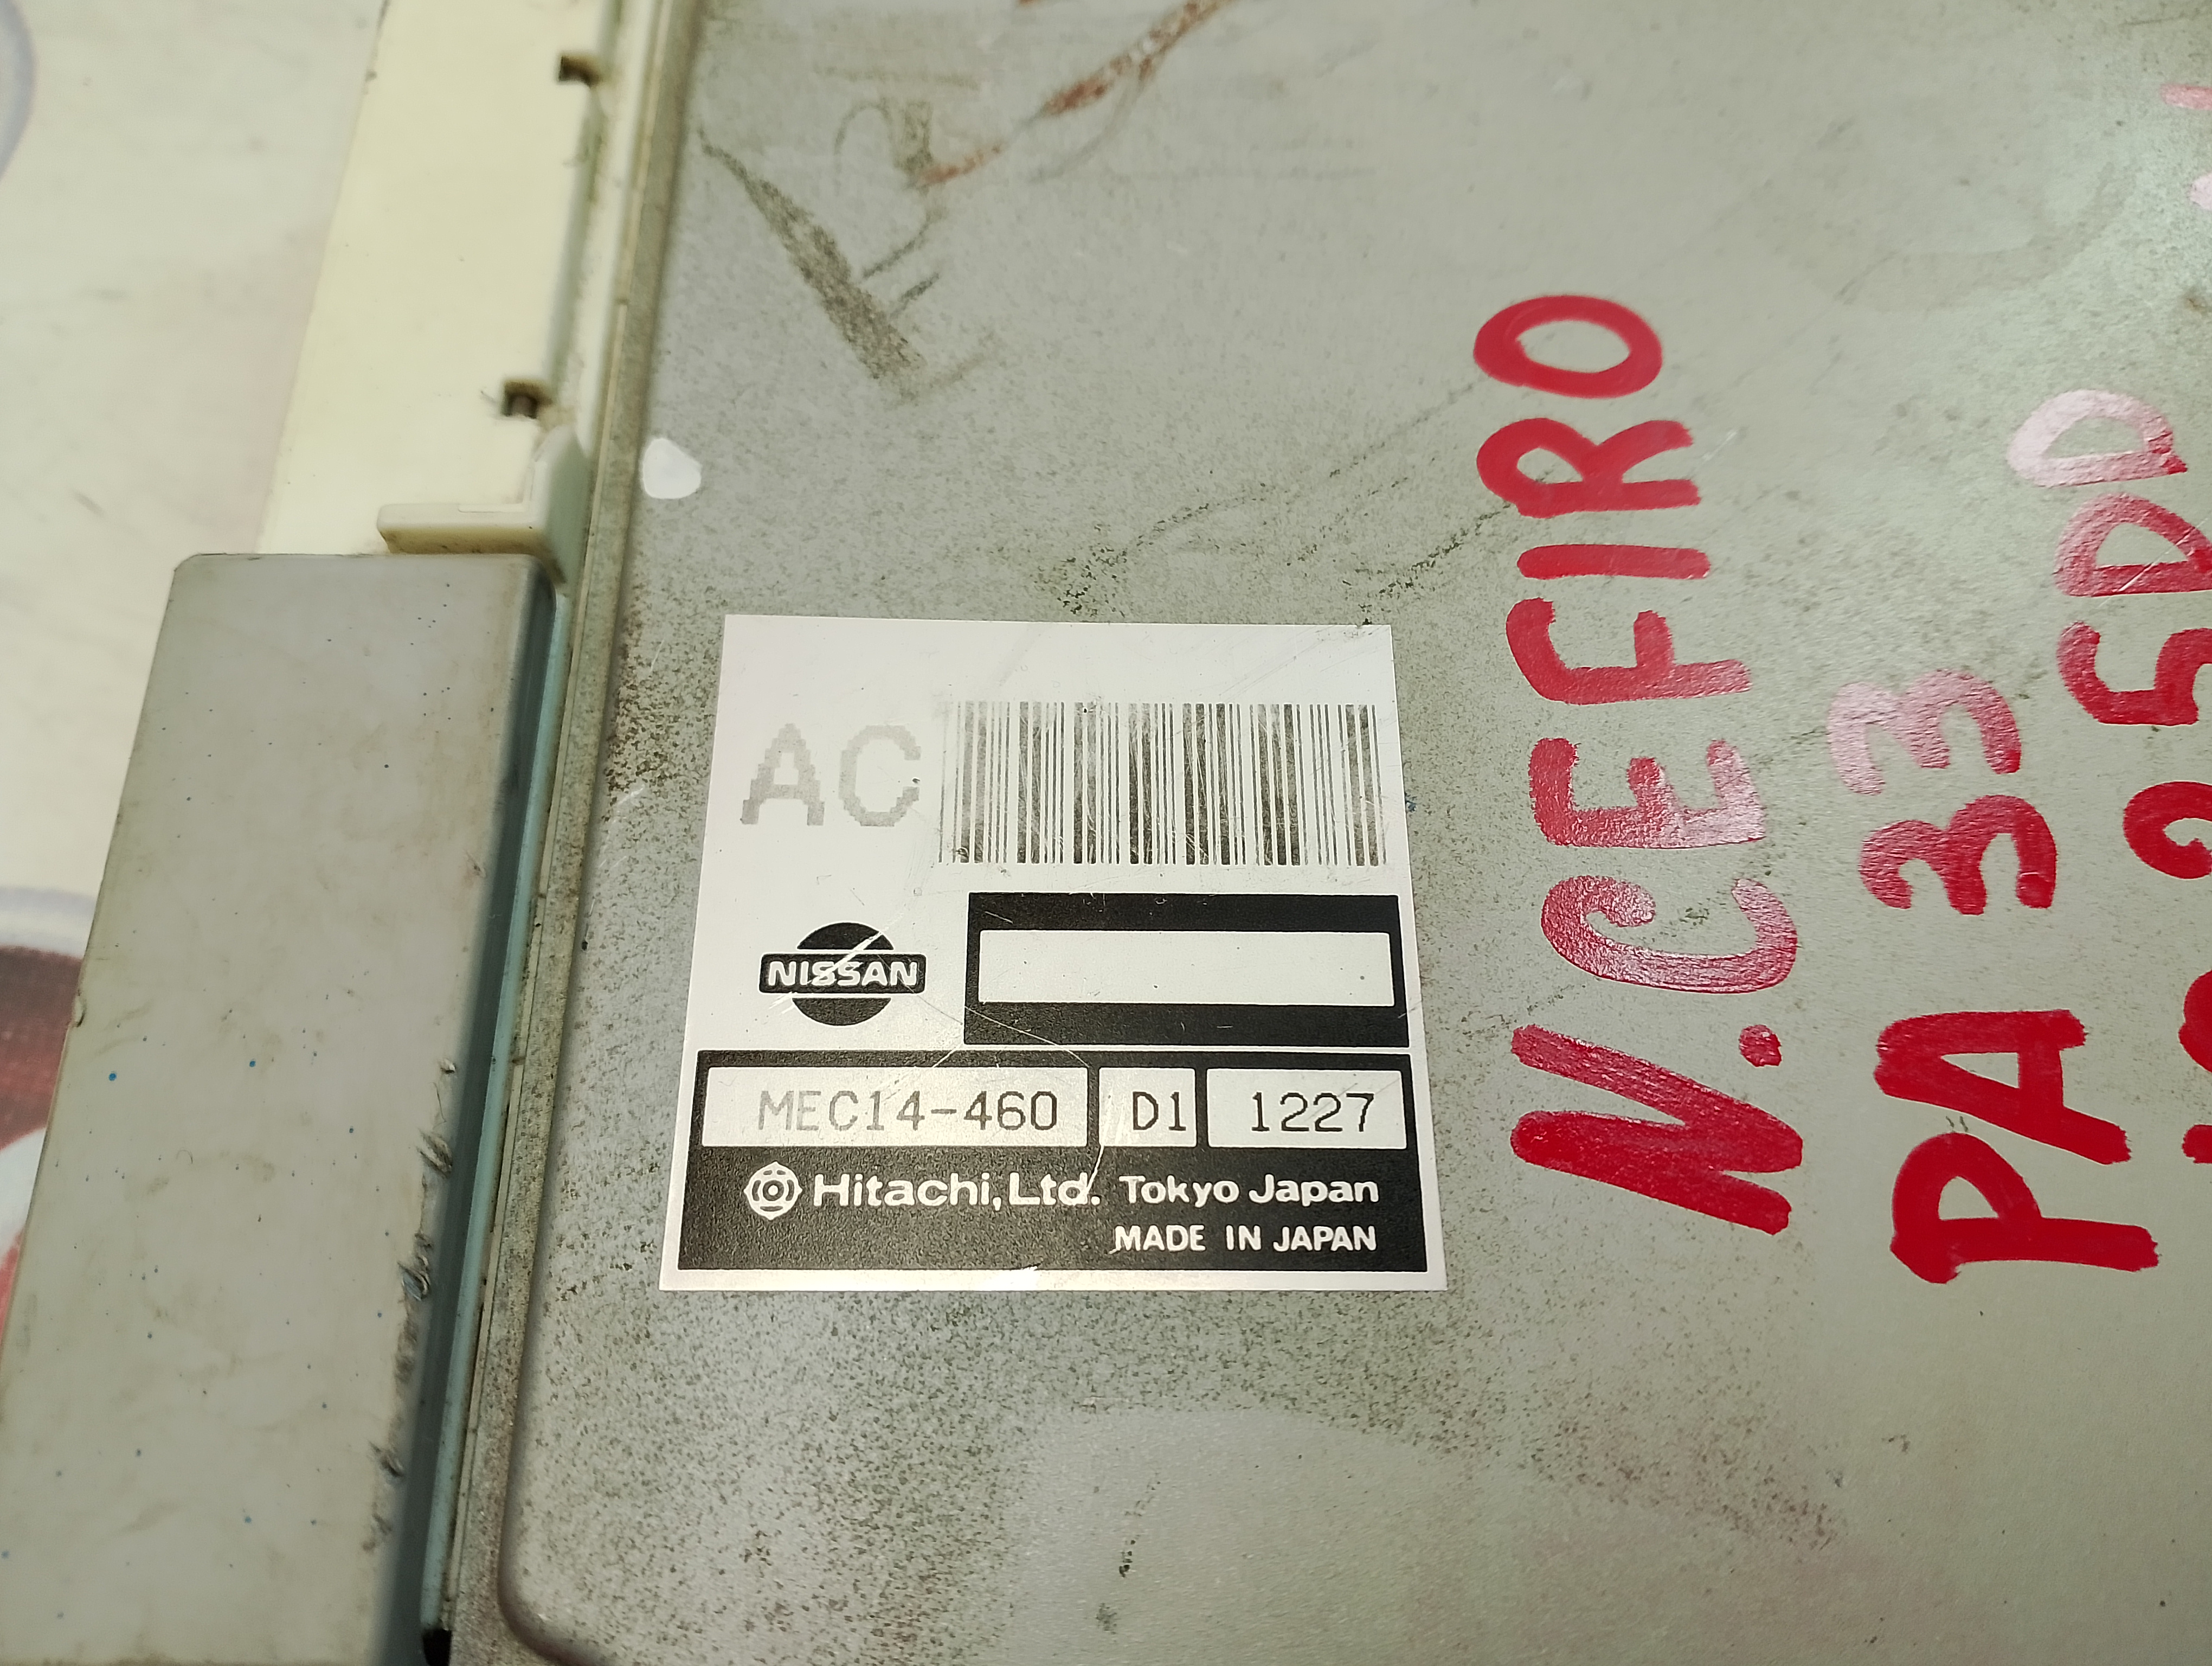 AC
NISSAN
MEC14-460 D1 1227
Hitachi, Ltd. Tokyo Japan
MADE IN JAPAN
N.CEFIRO
PA33